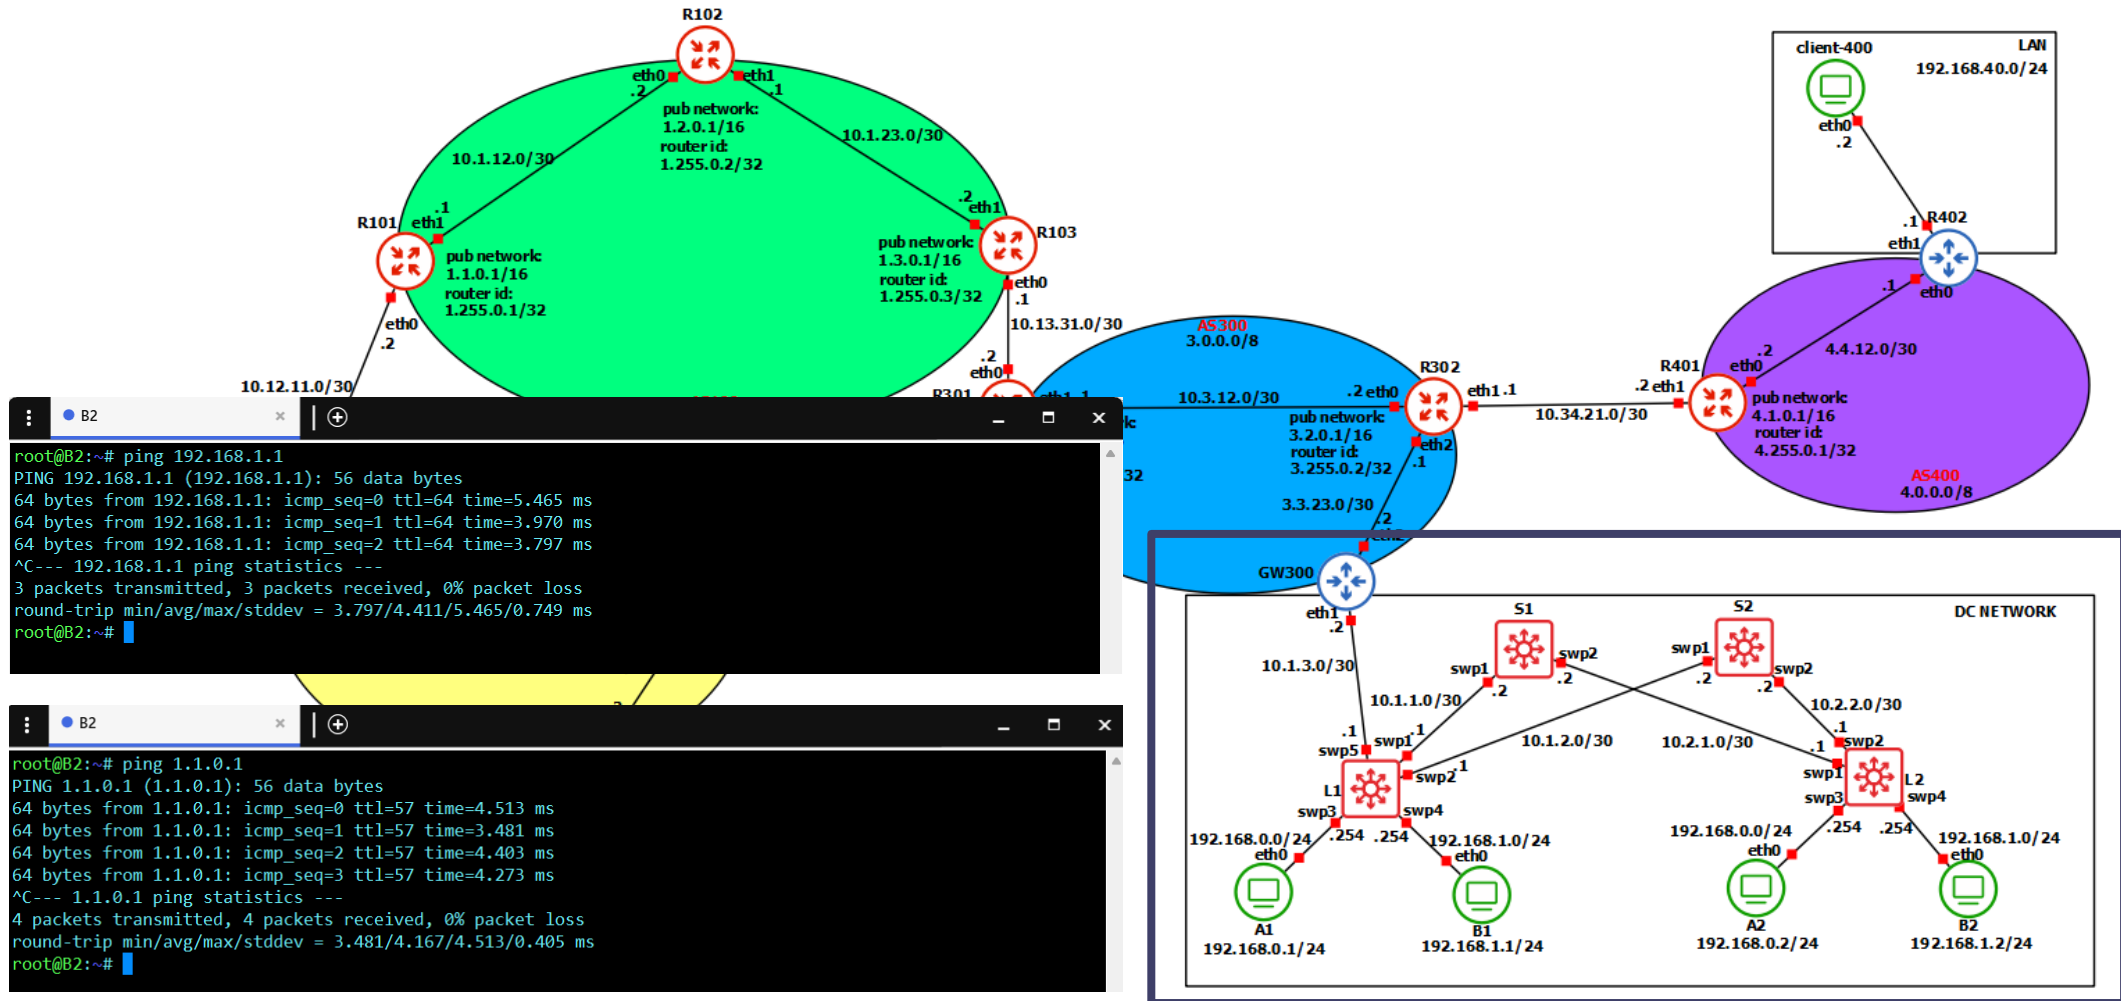 R102
eth0
.2
eth1
.1
pub network:
1.2.0.1/16
router id:
1.255.0.2/32
10.1.12.0/30
10.1.23.0/30
.1
R101
eth1
pub network:
1.1.0.1/16
router id:
1.255.0.1/32
eth0
.2
10.12.11.0/30
.2
eth1
R103
pub network:
1.3.0.1/16
router id:
1.255.0.3/32
eth0
.1
10.13.31.0/30
.2
eth0
R301
AS300
3.0.0.0/8
10.3.12.0/30
.2 eth0
R302
eth1 .1
pub network:
3.2.0.1/16
router id:
3.255.0.2/32
eth2
.1
3.3.23.0/30
.2
32
10.34.21.0/30
.2 eth1
R401
eth0
.2
pub network:
4.1.0.1/16
router id:
4.255.0.1/32
4.4.12.0/30
AS400
4.0.0.0/8
client-400
LAN
192.168.40.0/24
eth0
.2
.1
R402
eth1
.1
eth0
B2
root@B2:~# ping 192.168.1.1
PING 192.168.1.1 (192.168.1.1): 56 data bytes
64 bytes from 192.168.1.1: icmp_seq=0 ttl=64 time=5.465 ms
64 bytes from 192.168.1.1: icmp_seq=1 ttl=64 time=3.970 ms
64 bytes from 192.168.1.1: icmp_seq=2 ttl=64 time=3.797 ms
^C--- 192.168.1.1 ping statistics ---
3 packets transmitted, 3 packets received, 0% packet loss
round-trip min/avg/max/stddev = 3.797/4.411/5.465/0.749 ms
root@B2:~#
B2
root@B2:~# ping 1.1.0.1
PING 1.1.0.1 (1.1.0.1): 56 data bytes
64 bytes from 1.1.0.1: icmp_seq=0 ttl=57 time=4.513 ms
64 bytes from 1.1.0.1: icmp_seq=1 ttl=57 time=3.481 ms
64 bytes from 1.1.0.1: icmp_seq=2 ttl=57 time=4.403 ms
64 bytes from 1.1.0.1: icmp_seq=3 ttl=57 time=4.273 ms
^C--- 1.1.0.1 ping statistics ---
4 packets transmitted, 4 packets received, 0% packet loss
round-trip min/avg/max/stddev = 3.481/4.167/4.513/0.405 ms
root@B2:~#
GW300
eth1
.2
DC NETWORK
S1
S2
swp1
.2
swp2
.2
swp1
.2
swp2
.2
10.1.3.0/30
10.1.1.0/30
10.1.2.0/30
10.2.1.0/30
10.2.2.0/30
.1
swp5
swp1
.1
swp2
.1
L1
swp3
.254
swp4
.254
.1
swp2
.1
swp1
L2
swp3
.254
swp4
.254
192.168.0.0/24
eth0
192.168.1.0/24
eth0
192.168.0.0/24
eth0
192.168.1.0/24
eth0
A1
192.168.0.1/24
B1
192.168.1.1/24
A2
192.168.0.2/24
B2
192.168.1.2/24